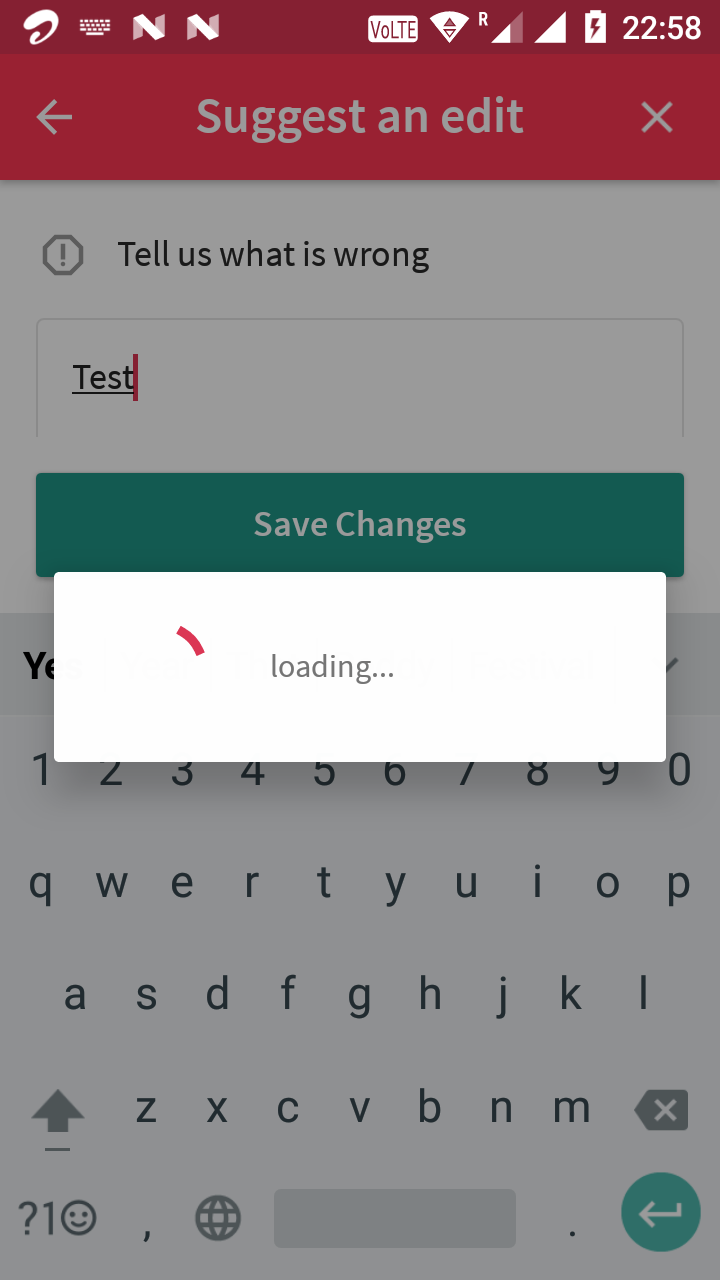 VoLTE R 22:58
Suggest an edit
Tell us what is wrong
Test
Save Changes
Yes
loading...
1 2 3 4 5 6 7 8 9 0
q w e r t y u i o p
a s d f g h j k l
z x c v b n m
?1 , .